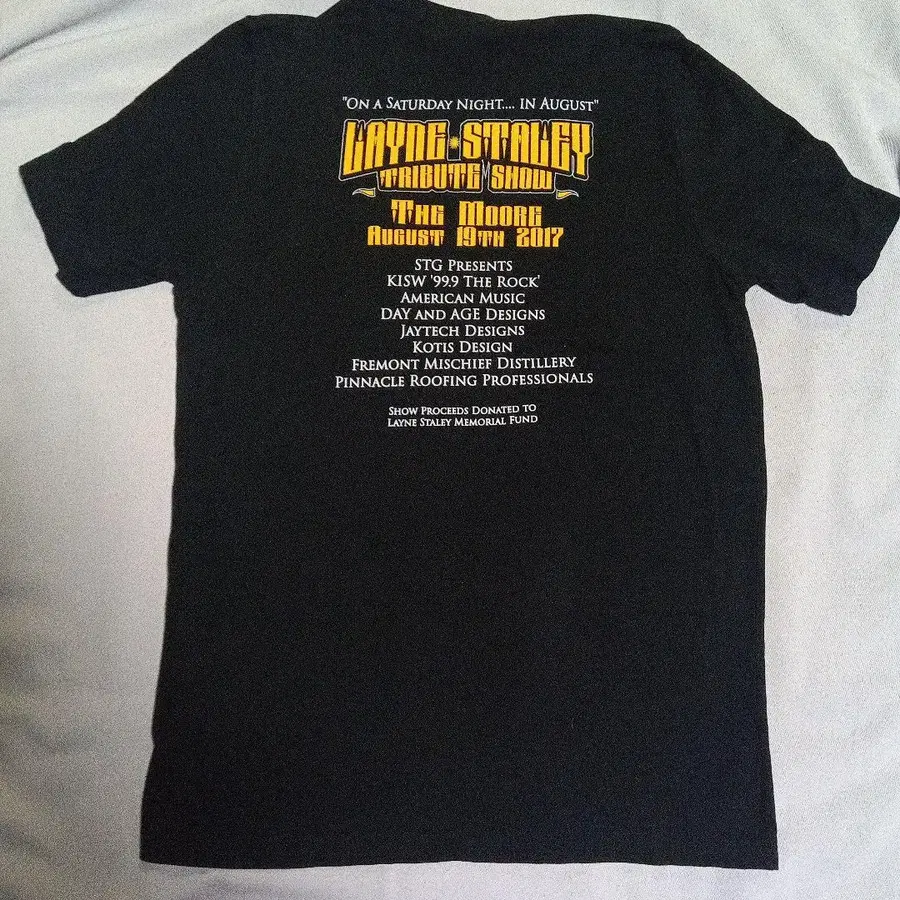 "On a Saturday Night.... in August"
Layne Staley
Tribute Show
The Moore
August 19th 2017
STG Presents
KISW '99.9 The Rock'
American Music
DAY and AGE Designs
Jaytech Designs
Kotis Design
Fremont Mischief Distillery
Pinnacle Roofing Professionals
Show Proceeds Donated to
Layne Staley Memorial Fund